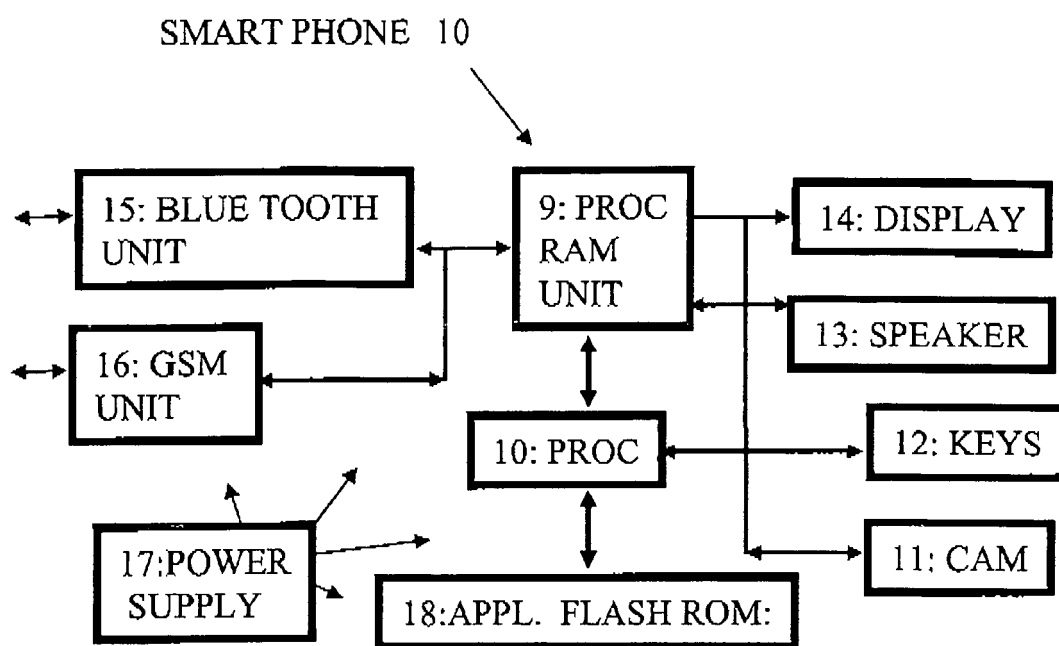 SMART PHONE 10
15: BLUE TOOTH
UNIT
9: PROC
RAM
UNIT
14: DISPLAY
13: SPEAKER
16: GSM
UNIT
10: PROC
12: KEYS
17:POWER
SUPPLY
11: CAM
18:APPL. FLASH ROM: